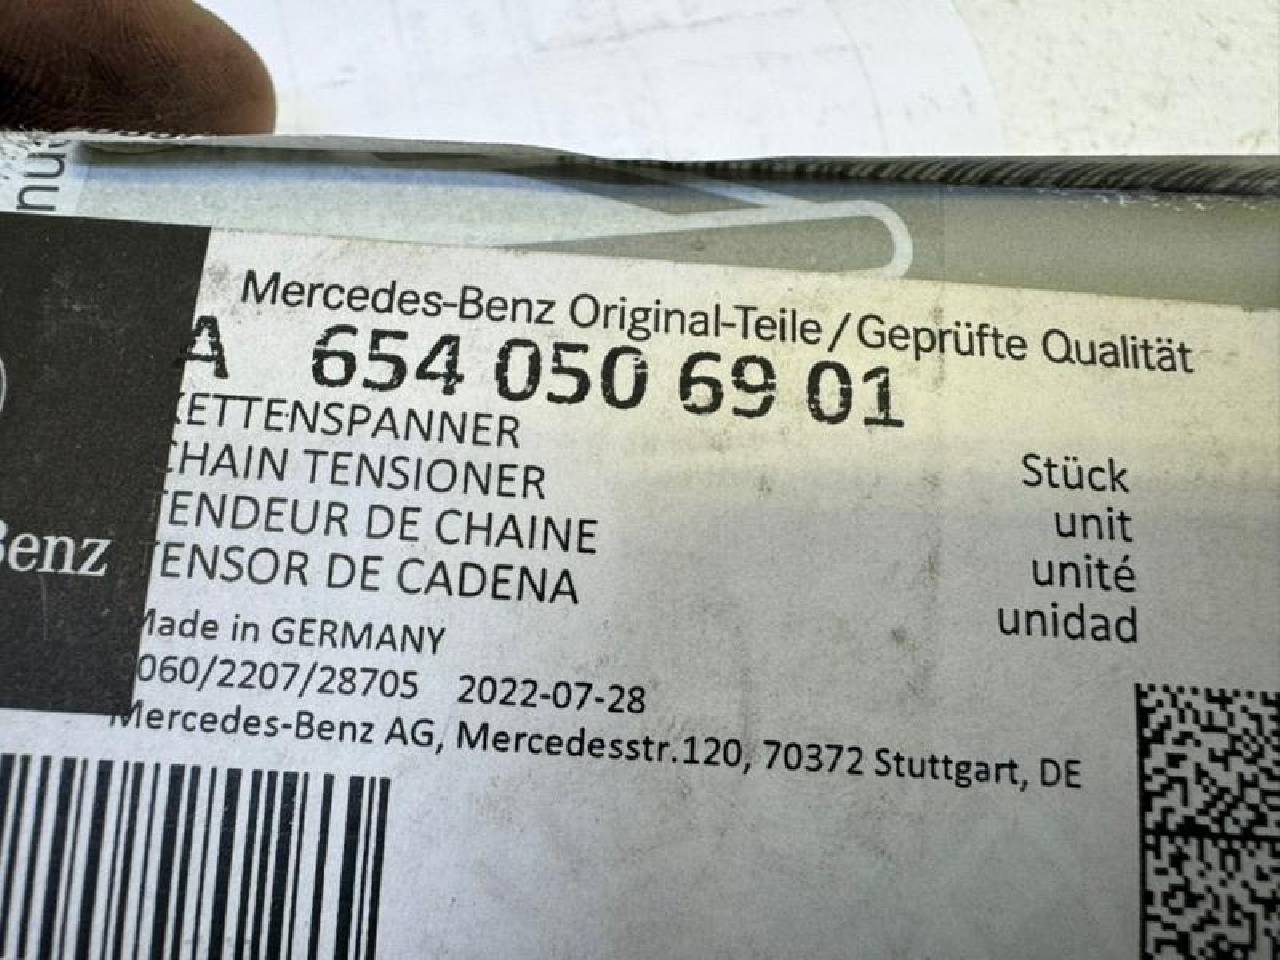 Mercedes-Benz Original-Teile / Geprüfte Qualität
A 654 050 69 01
KETTENSPANNER
CHAIN TENSIONER Stück
TENDEUR DE CHAINE unit
TENSOR DE CADENA unité
unidad
Made in GERMANY
060/2207/28705 2022-07-28
Mercedes-Benz AG, Mercedesstr.120, 70372 Stuttgart, DE
Benz